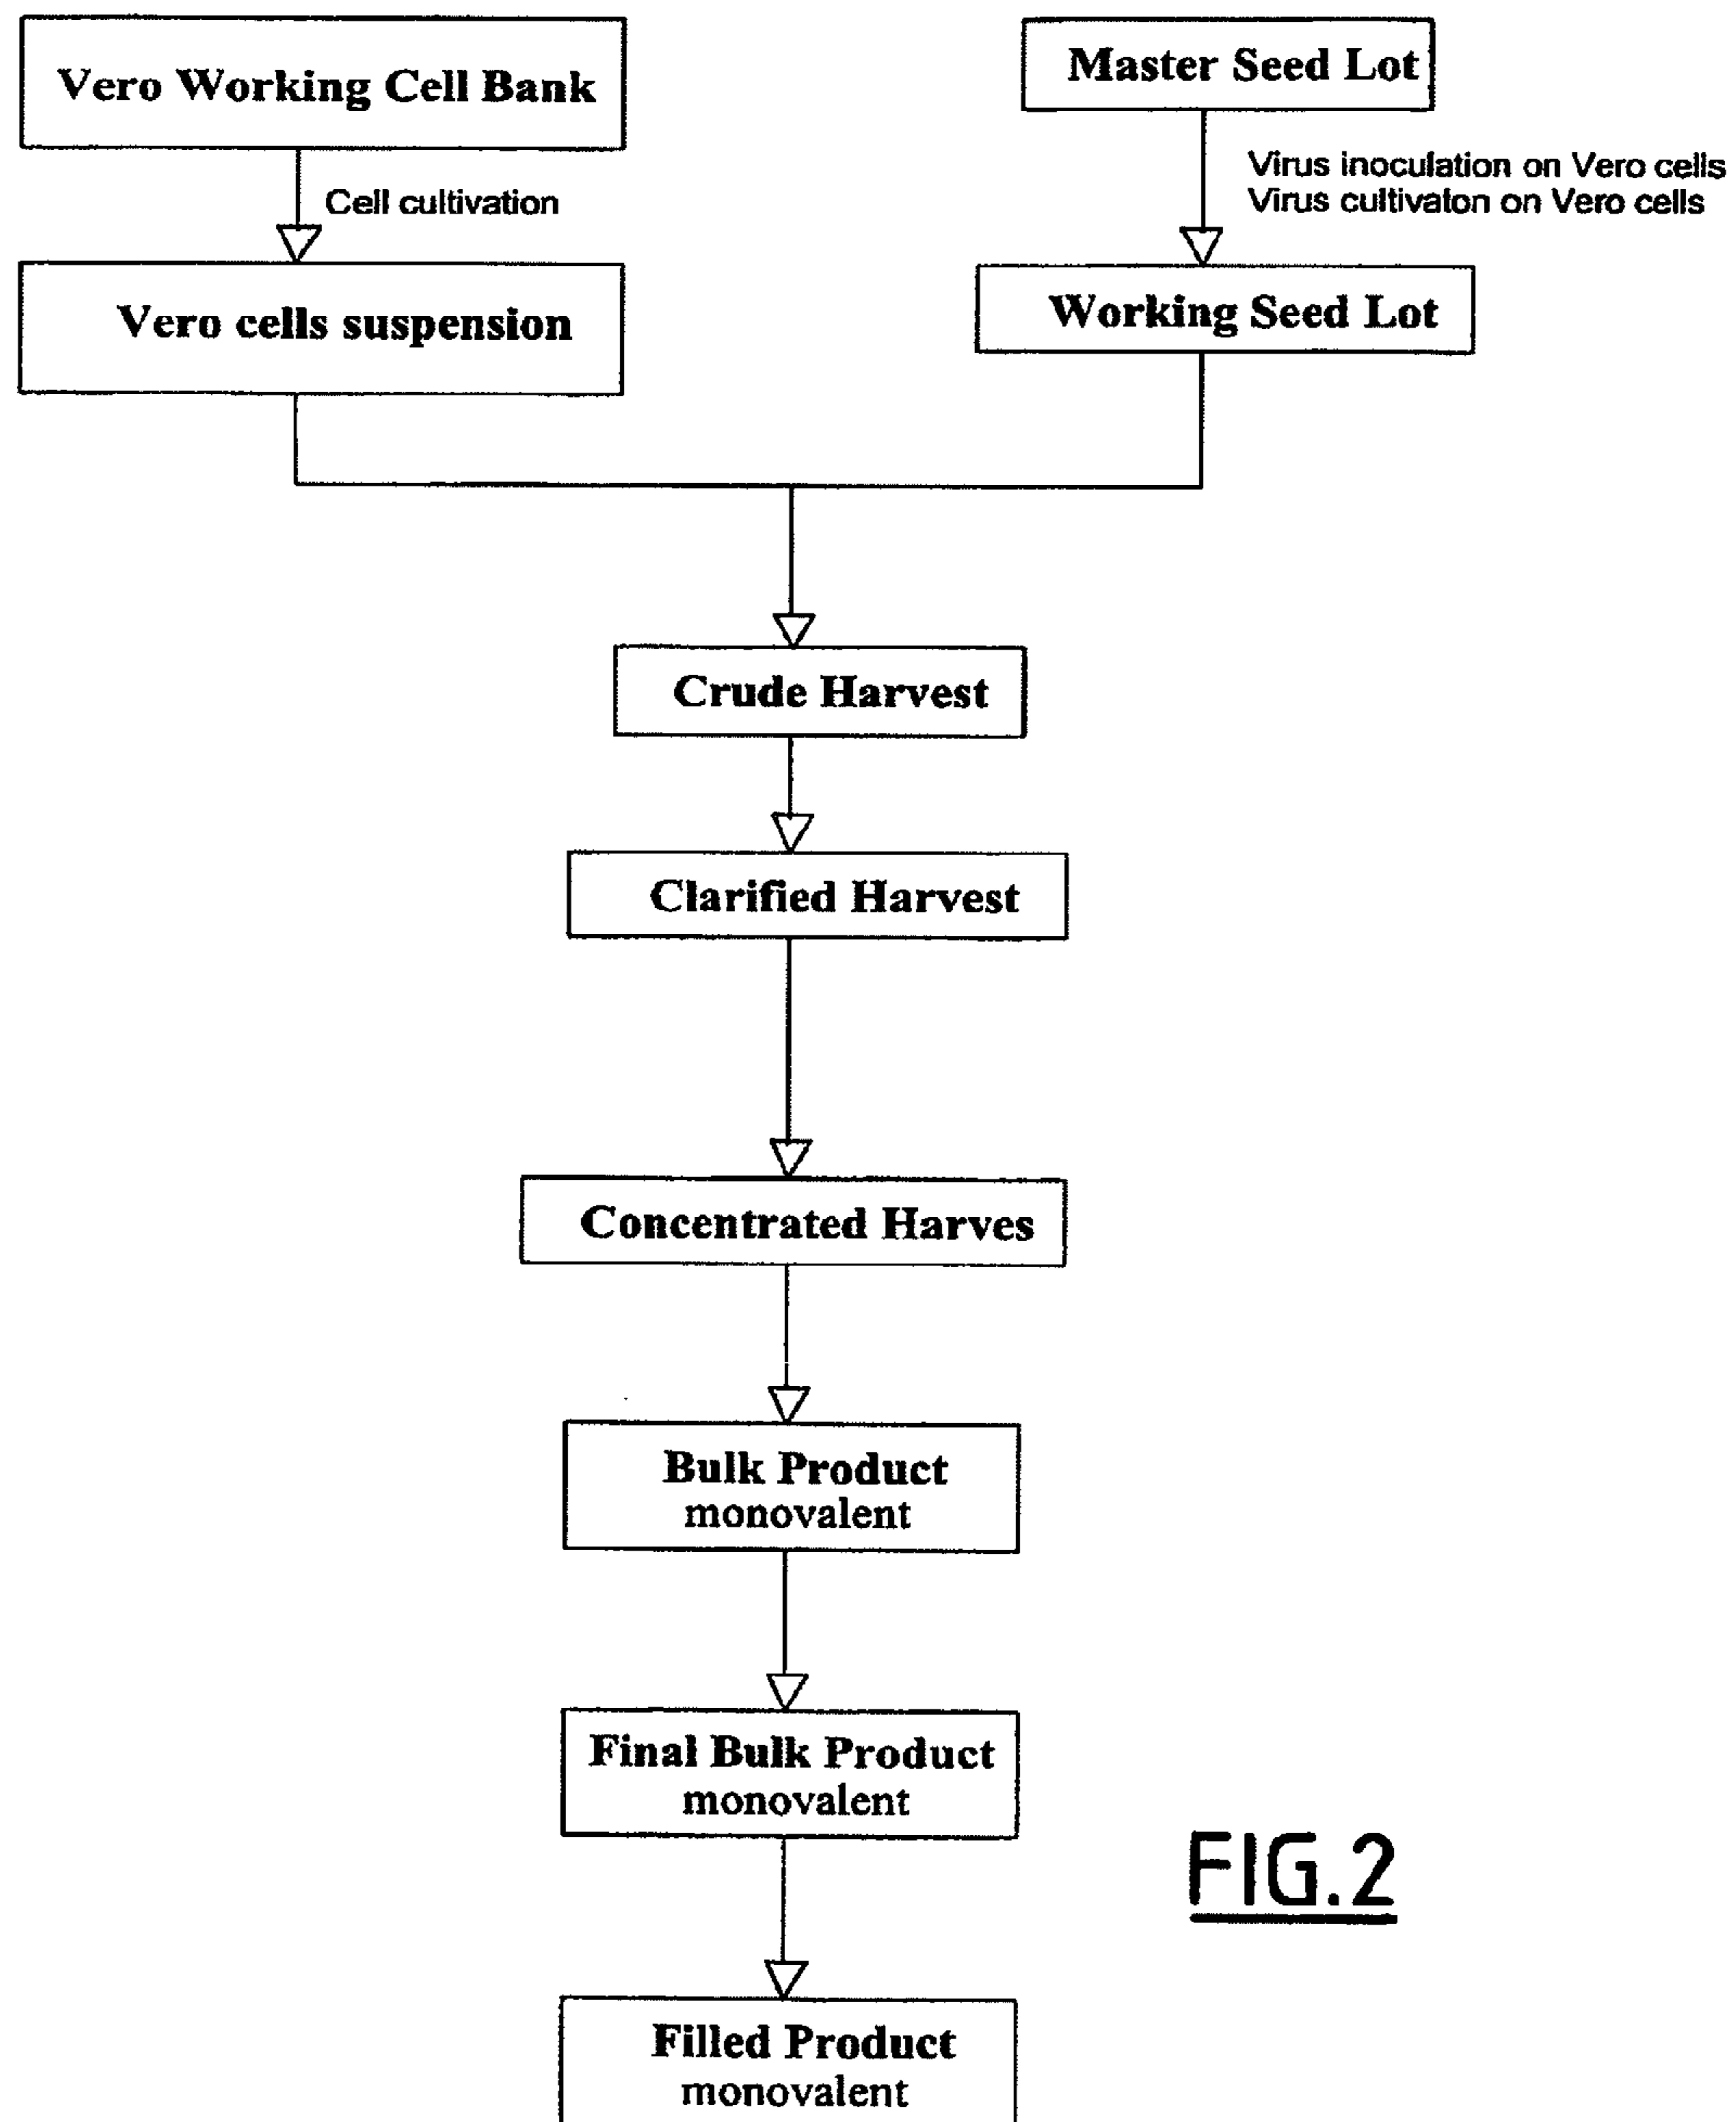 Vero Working Cell Bank
Master Seed Lot
Cell cultivation
Virus inoculation on Vero cells
Virus cultivaton on Vero cells
Vero cells suspension
Working Seed Lot
Crude Harvest
Clarified Harvest
Concentrated Harves
Bulk Product
monovalent
Final Bulk Product
monovalent
Filled Product
monovalent
FIG.2